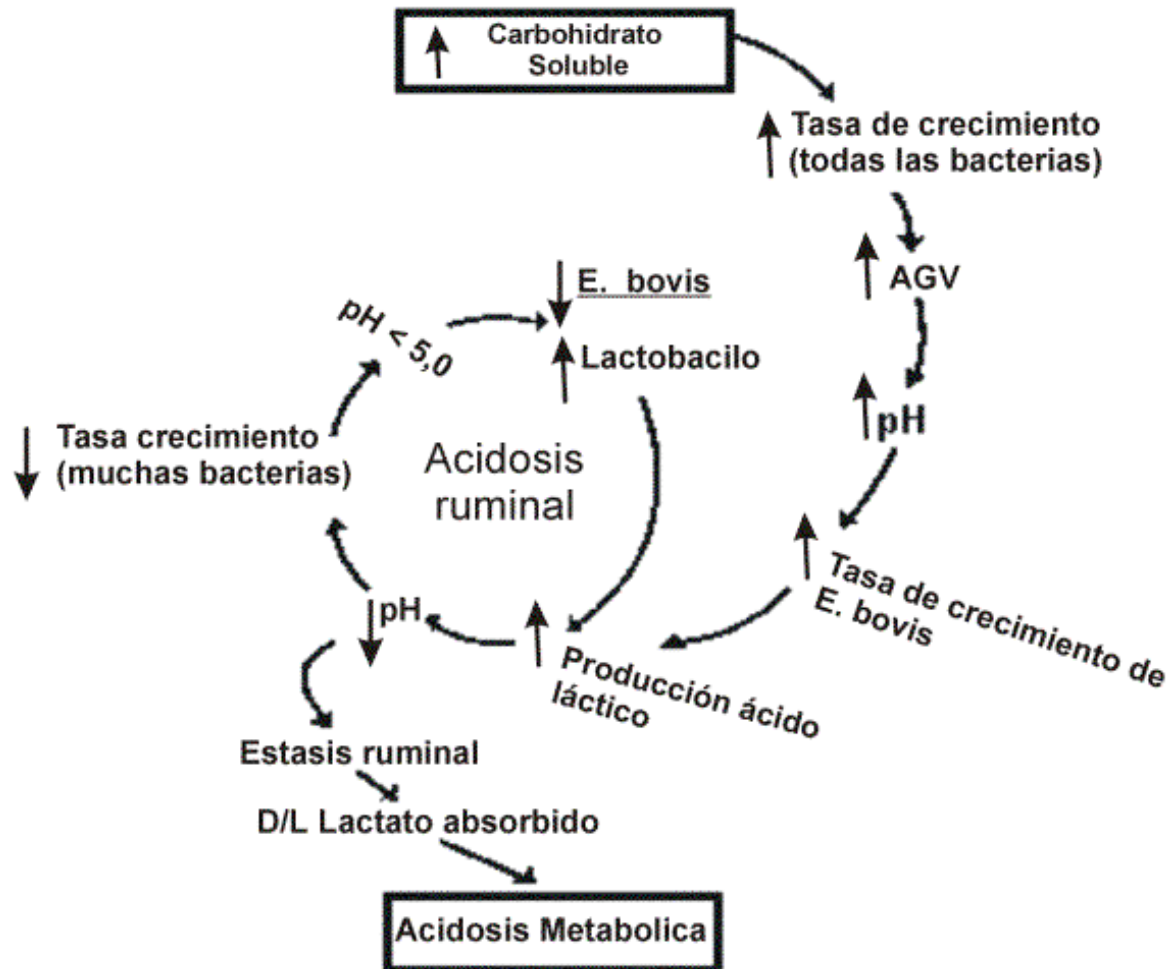 Carbohidrato
Soluble
Tasa de crecimiento
(todas las bacterias)
AGV
pH
Tasa de crecimiento de
E. bovis
Producción ácido
láctico
pH
Tasa crecimiento
(muchas bacterias)
pH < 5,0
E. bovis
Lactobacilo
Acidosis
ruminal
Estasis ruminal
D/L Lactato absorbido
Acidosis Metabolica